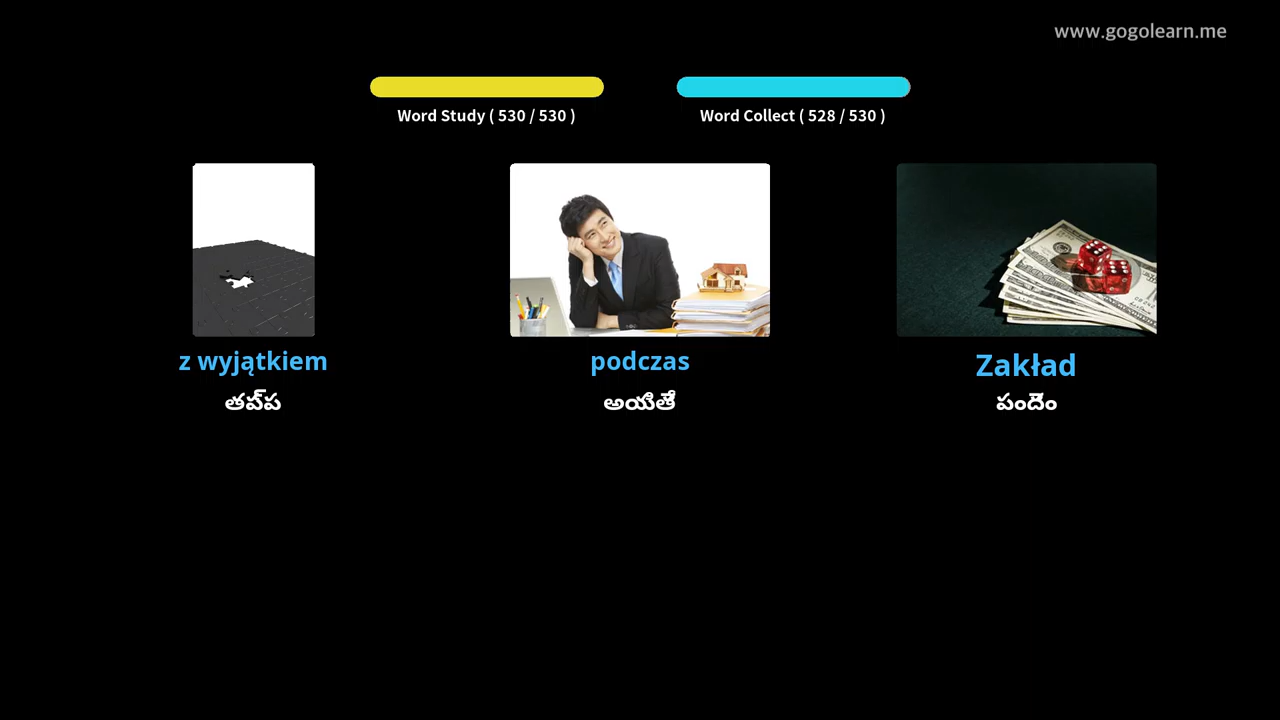 www.gogolearn.me
Word Study ( 530 / 530 )
Word Collect ( 528 / 530 )
z wyjątkiem
podczas
Zakład
తప్ప
అయితే
పందెం